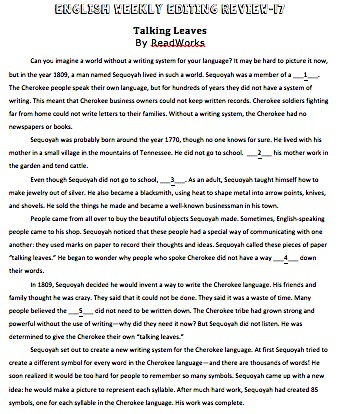 ENGLISH WEEKLY EDITING REVIEW-17
Talking Leaves
By ReadWorks
Can you imagine a world without a writing system for your language? It may be hard to picture it now,
but in the year 1809, a man named Sequoyah lived in such a world. Sequoyah was a member of a __1__.
The Cherokee people speak their own language, but for hundreds of years they did not have a system of
writing. This meant that Cherokee business owners could not keep written records. Cherokee soldiers fighting
far from home could not write letters to their families. Without a writing system, the Cherokee had no
newspapers or books.
Sequoyah was probably born around the year 1770, though no one knows for sure. He lived with his
mother in a small village in the mountains of Tennessee. He did not go to school. __2__ his mother work in
the garden and tend cattle.
Even though Sequoyah did not go to school, __3__. As an adult, Sequoyah taught himself how to
make jewelry out of silver. He also became a blacksmith, using heat to shape metal into arrow points, knives,
and shovels. He sold the things he made and became a well-known businessman in his town.
People came from all over to buy the beautiful objects Sequoyah made. Sometimes, English-speaking
people came to his shop. Sequoyah noticed that these people had a special way of communicating with one
another: they used marks on paper to record their thoughts and ideas. Sequoyah called these pieces of paper
"talking leaves." He began to wonder why people who spoke Cherokee did not have a way __4__ down
their words.
In 1809, Sequoyah decided he would invent a way to write the Cherokee language. His friends and
family thought he was crazy. They said that it could not be done. They said it was a waste of time. Many
people believed the __5__ did not need to be written down. The Cherokee tribe had grown strong and
powerful without the use of writing—why did they need it now? But Sequoyah did not listen. He was
determined to give the Cherokee their own "talking leaves."
Sequoyah set out to create a new writing system for the Cherokee language. At first Sequoyah tried to
create a different symbol for every word in the Cherokee language—and there are thousands of words! He
soon realized it would be too hard for people to remember so many symbols. Sequoyah came up with a new
idea: he would make a picture to represent each syllable. After much hard work, Sequoyah had created 85
symbols, one for each syllable in the Cherokee language. His work was complete.